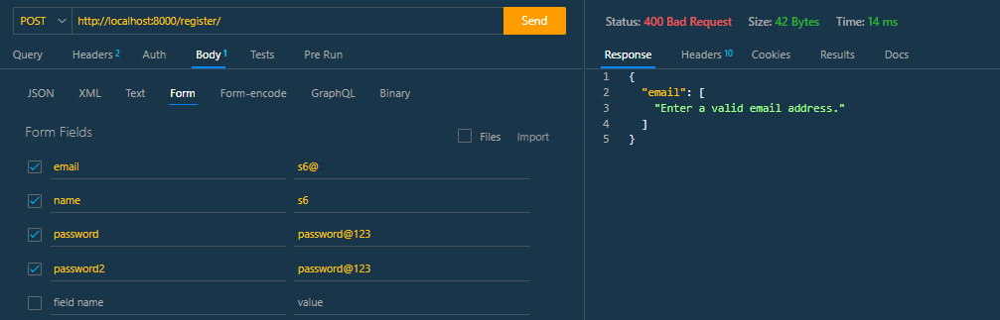 POST http://localhost:8000/register/ Send
Query Headers 2 Auth Body 1 Tests Pre Run
JSON XML Text Form Form-encode GraphQL Binary
Form Fields Files Import
email s6@
name s6
password password@123
password2 password@123
field name value
Status: 400 Bad Request Size: 42 Bytes Time: 14 ms
Response Headers 10 Cookies Results Docs
1 {
2 "email": [
3 "Enter a valid email address."
4 ]
5 }